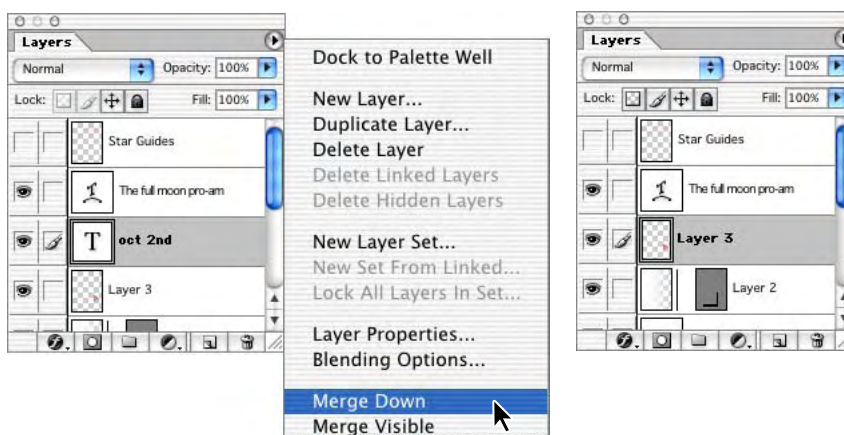 Layers
Normal Opacity: 100%
Lock: Fill: 100%
Star Guides
The full moon pro-am
T oct 2nd
Layer 3
Dock to Palette Well
New Layer...
Duplicate Layer...
Delete Layer
Delete Linked Layers
Delete Hidden Layers
New Layer Set...
New Set From Linked...
Lock All Layers In Set...
Layer Properties...
Blending Options...
Merge Down
Merge Visible
Layers
Normal Opacity: 100%
Lock: Fill: 100%
Star Guides
The full moon pro-am
Layer 3
Layer 2